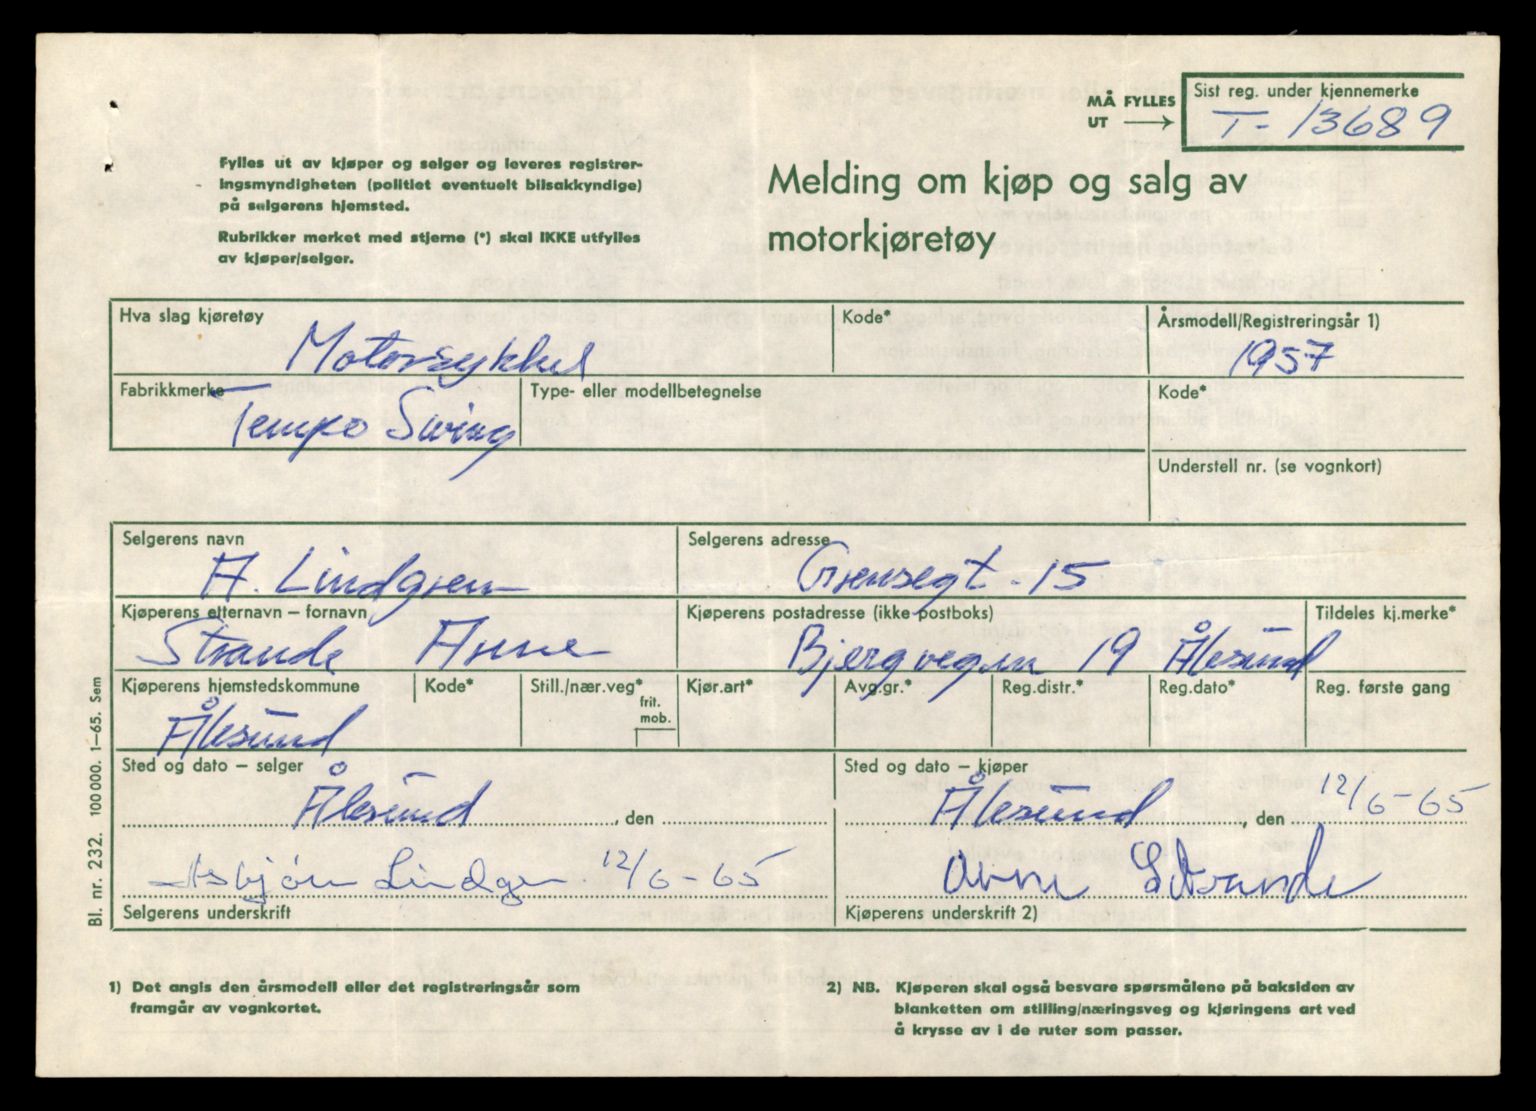 MÅ FYLLES UT →
Sist reg. under kjennemerke
T-13689
Fylles ut av kjøper og selger og leveres registrer-
ingsmyndigheten (politiet eventuelt bilsakkyndige)
på selgerens hjemsted.
Rubrikker merket med stjerne (*) skal IKKE utfylles
av kjøper/selger.
Melding om kjøp og salg av
motorkjøretøy
Hva slag kjøretøy
Motorsykkel
Kode*
Årsmodell/Registreringsår 1)
1957
Fabrikkmerke
Tempo Swing
Type- eller modellbetegnelse
Kode*
Understell nr. (se vognkort)
Selgerens navn
A. Lindgren
Selgerens adresse
Grensegt - 15
Kjøperens etternavn – fornavn
Strande Arne
Kjøperens postadresse (ikke postboks)
Bjergvegen 19 Ålesund
Tildeles kj.merke*
Kjøperens hjemstedskommune
Ålesund
Kode*
Still./nær.veg*
frit.
mob.
Kjør.art*
Avg.gr.*
Reg.distr.*
Reg.dato*
Reg. første gang
Sted og dato – selger
Ålesund, den
Sted og dato – kjøper
Ålesund, den 12/6-65
Asbjørn Lindgren 12/6-65
Selgerens underskrift
Arne Strande
Kjøperens underskrift 2)
Bl. nr. 232. 100 000. 1–65. Sem
1) Det angis den årsmodell eller det registreringsår som
framgår av vognkortet.
2) NB. Kjøperen skal også besvare spørsmålene på baksiden av
blanketten om stilling/næringsveg og kjøringens art ved
å krysse av i de ruter som passer.